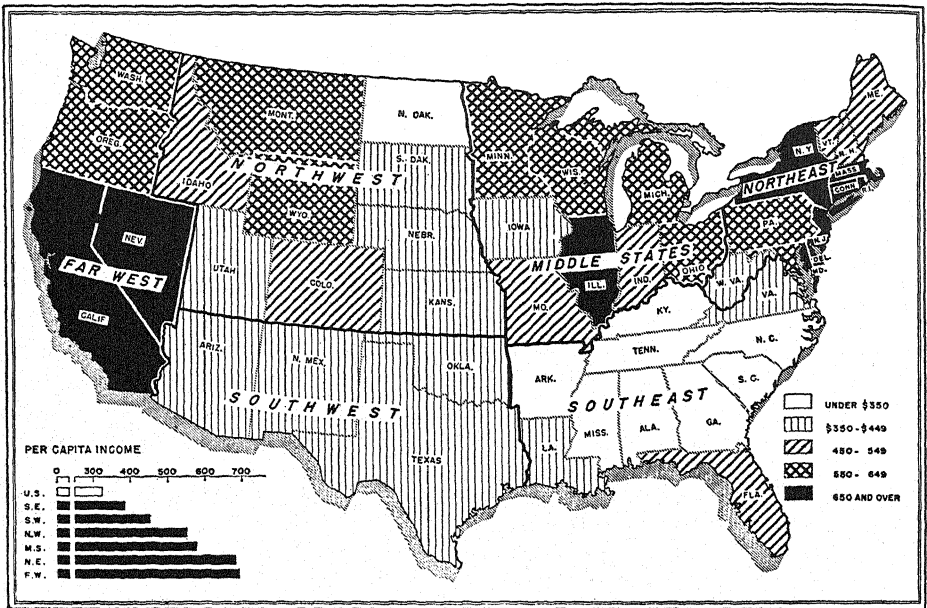 WASH.
OREG.
MONT.
IDAHO
NORTHWEST
WYO.
N. DAK.
S. DAK.
NEBR.
KANS.
MINN.
WIS.
MICH.
IOWA
MIDDLE STATES
MO.
ILL.
IND.
OHIO
NORTHEAST
ME.
VT.
N.H.
N.Y.
MASS.
CONN.
R.I.
PA.
N.J.
DEL.
MD.
W. VA.
VA.
FAR WEST
NEV.
CALIF
UTAH
COLO.
SOUTHWEST
ARIZ.
N. MEX.
OKLA.
TEXAS
SOUTHEAST
KY.
TENN.
N. C.
S. C.
ARK.
LA.
MISS.
ALA.
GA.
FLA.
UNDER $350
$350-$449
450- 549
550- 649
650 AND OVER
PER CAPITA INCOME
0 300 400 500 600 700
U.S.
S.E.
S.W.
N.W.
M.S.
N.E.
F.W.